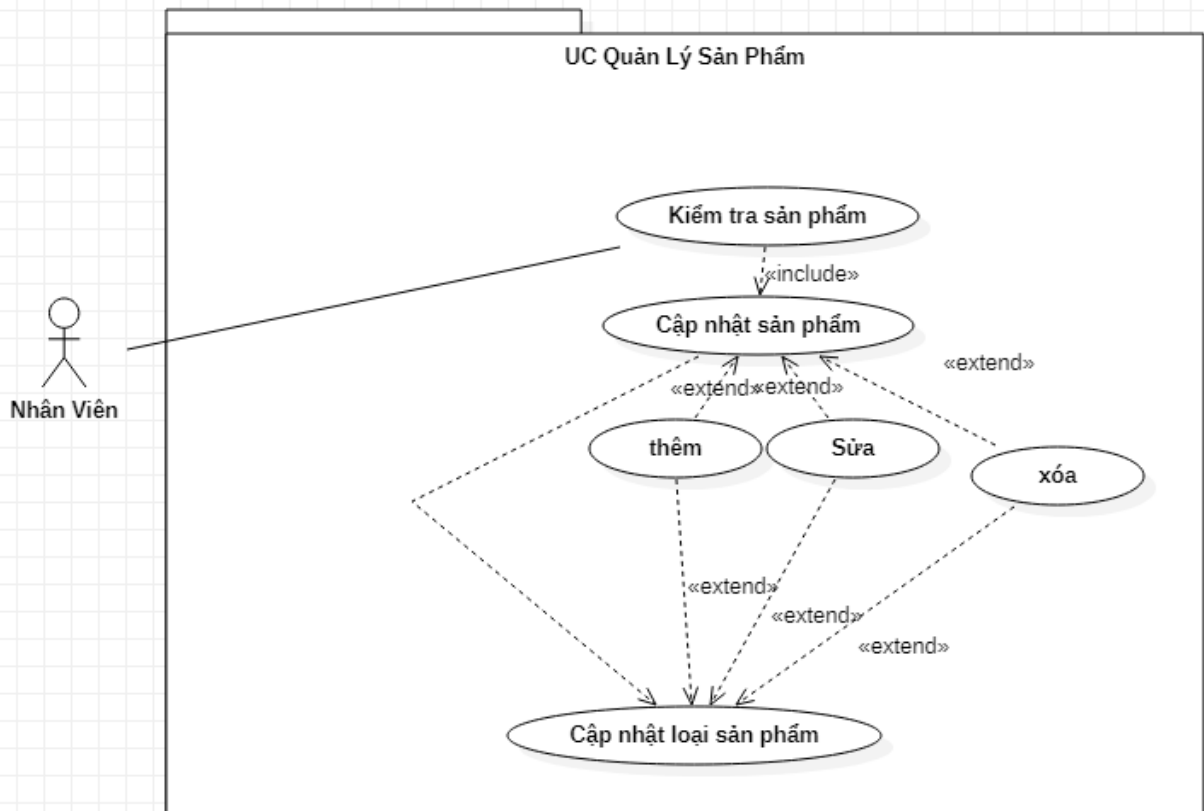 UC Quản Lý Sản Phẩm
Kiểm tra sản phẩm
«include»
Cập nhật sản phẩm
«extend»
«extend»
«extend»
Nhân Viên
thêm
Sửa
xóa
«extend»
«extend»
«extend»
Cập nhật loại sản phẩm